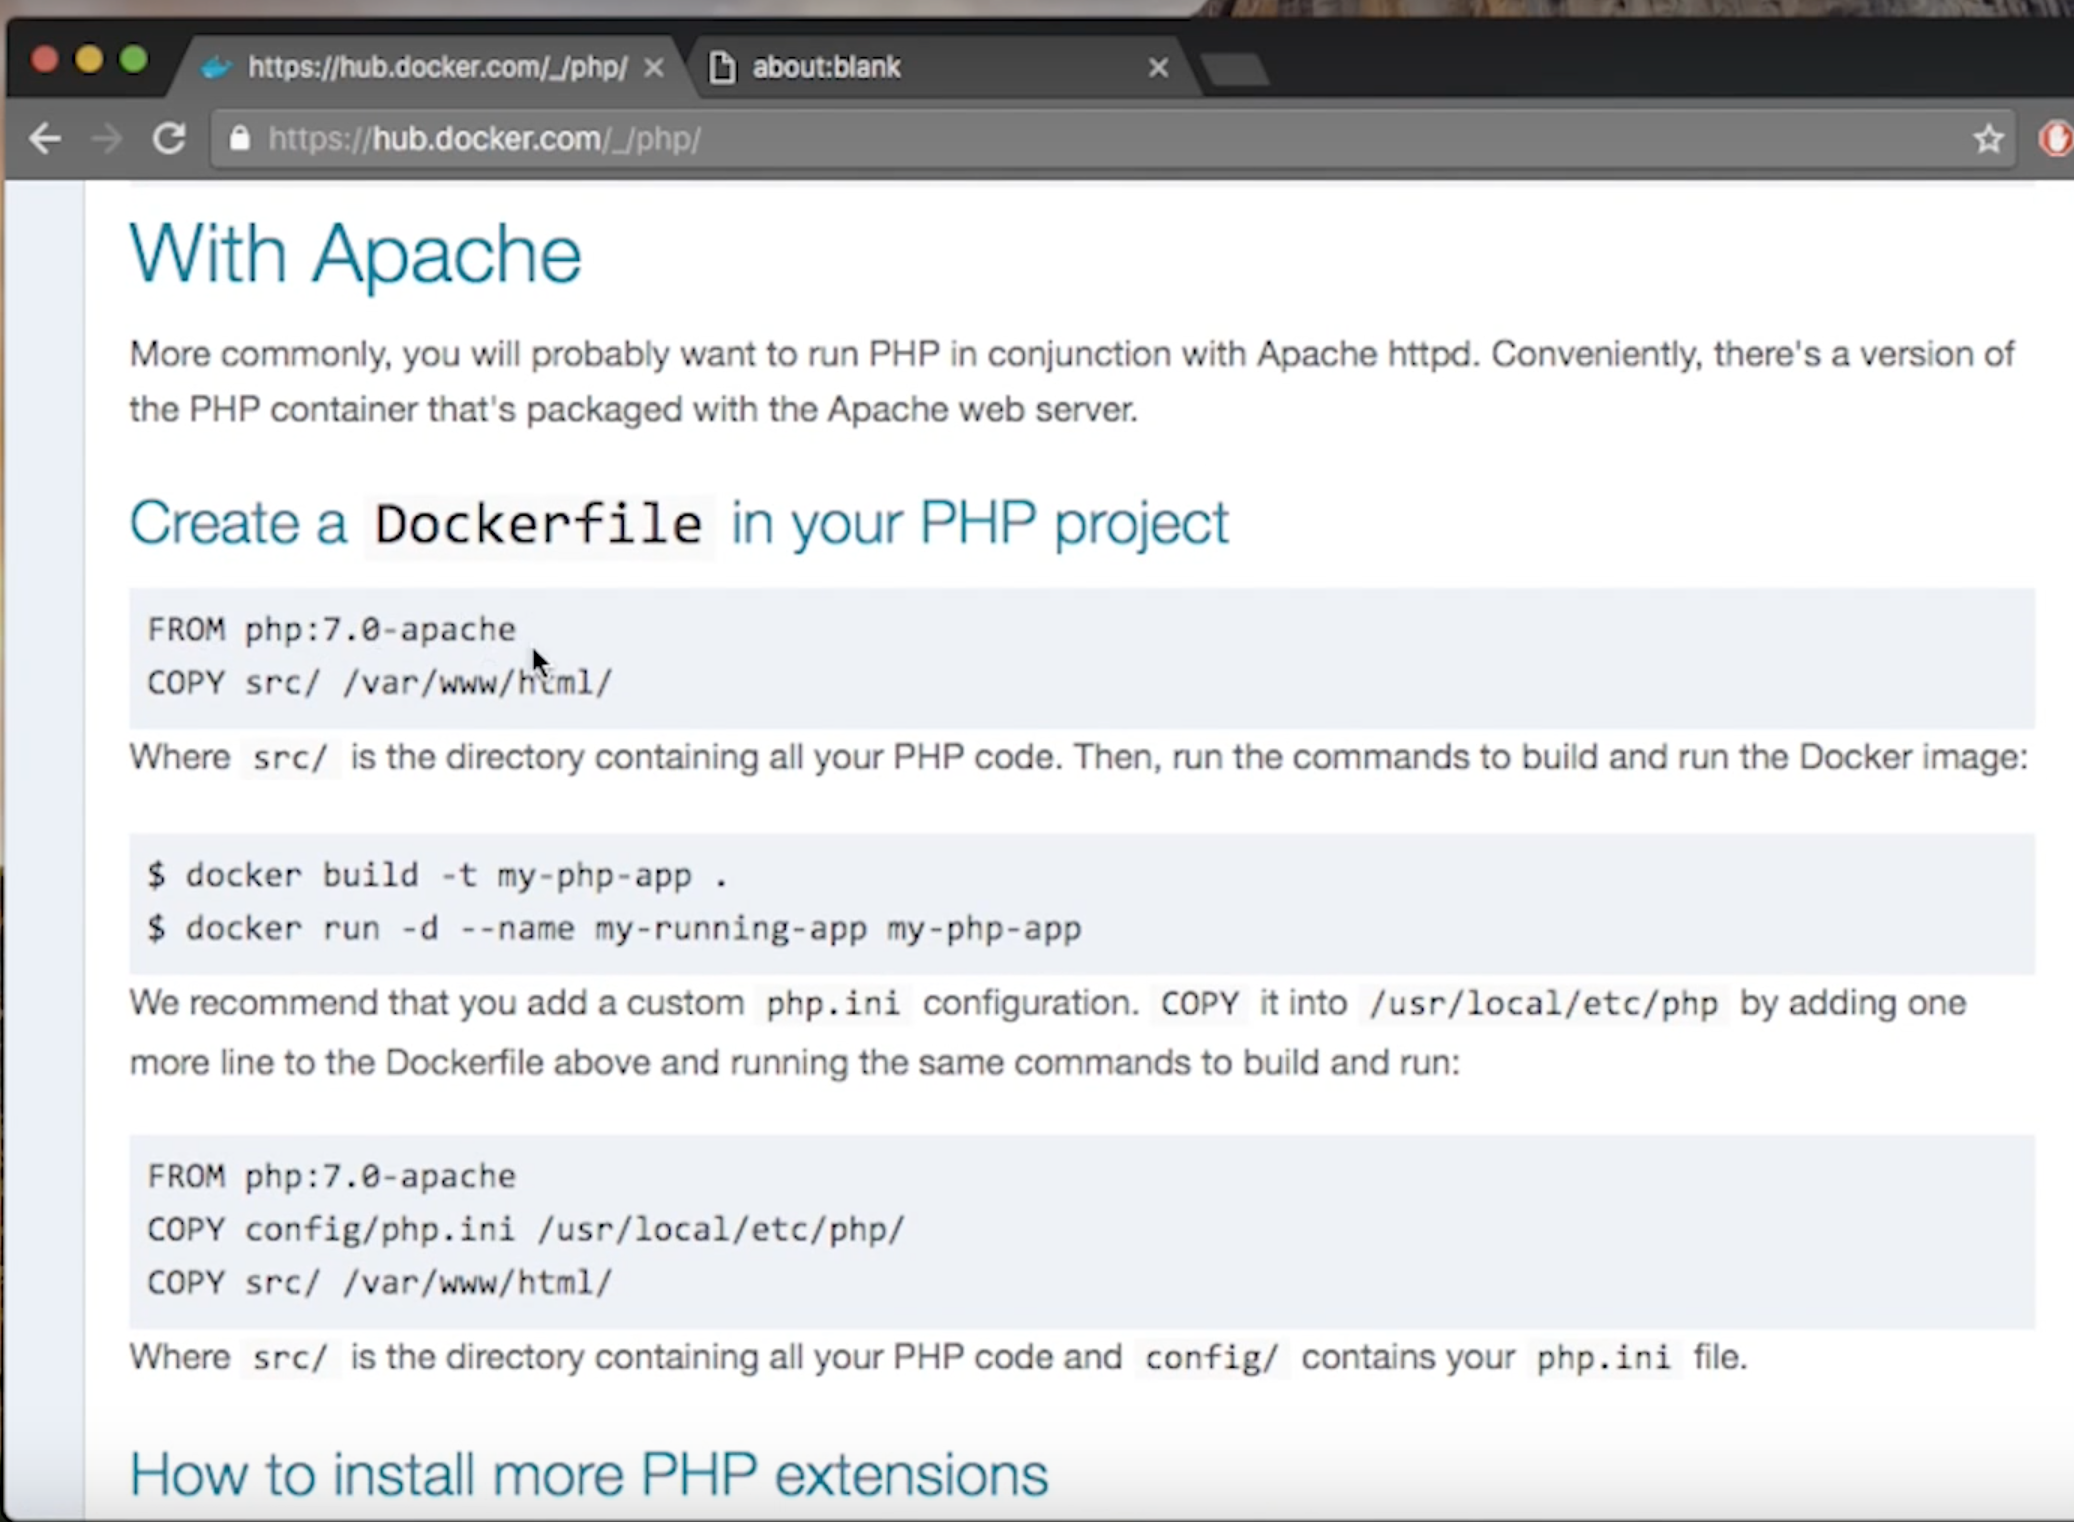 https://hub.docker.com/_/php/
about:blank
https://hub.docker.com/_/php/
With Apache
More commonly, you will probably want to run PHP in conjunction with Apache httpd. Conveniently, there's a version of
the PHP container that's packaged with the Apache web server.
Create a Dockerfile in your PHP project
FROM php:7.0-apache
COPY src/ /var/www/html/
Where src/ is the directory containing all your PHP code. Then, run the commands to build and run the Docker image:
$ docker build -t my-php-app .
$ docker run -d --name my-running-app my-php-app
We recommend that you add a custom php.ini configuration. COPY it into /usr/local/etc/php by adding one
more line to the Dockerfile above and running the same commands to build and run:
FROM php:7.0-apache
COPY config/php.ini /usr/local/etc/php/
COPY src/ /var/www/html/
Where src/ is the directory containing all your PHP code and config/ contains your php.ini file.
How to install more PHP extensions